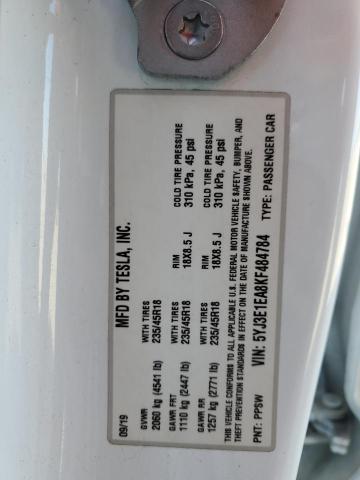 09/19 MFD BY TESLA, INC.
GVWR WITH TIRES RIM COLD TIRE PRESSURE
2060 kg (4541 lb) 235/45R18 18X8.5 J 310 kPa, 45 psi
GAWR FRT WITH TIRES RIM COLD TIRE PRESSURE
1110 kg (2447 lb) 235/45R18 18X8.5 J 310 kPa, 45 psi
GAWR RR WITH TIRES
1257 kg (2771 lb) 235/45R18
THIS VEHICLE CONFORMS TO ALL APPLICABLE U.S. FEDERAL MOTOR VEHICLE SAFETY, BUMPER, AND
THEFT PREVENTION STANDARDS IN EFFECT ON THE DATE OF MANUFACTURE SHOWN ABOVE.
PNT: PPSW VIN: 5YJ3E1EA8KF484784 TYPE: PASSENGER CAR